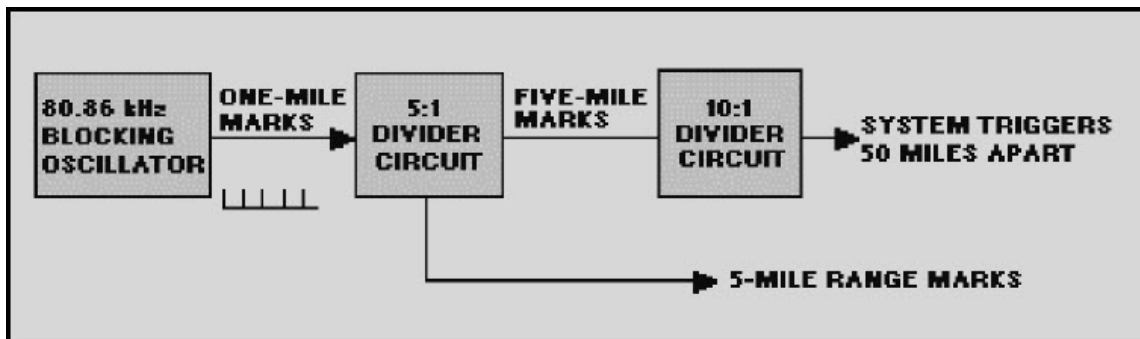 80.86 kHz
BLOCKING
OSCILLATOR
ONE-MILE
MARKS
5:1
DIVIDER
CIRCUIT
FIVE-MILE
MARKS
10:1
DIVIDER
CIRCUIT
SYSTEM TRIGGERS
50 MILES APART
5-MILE RANGE MARKS